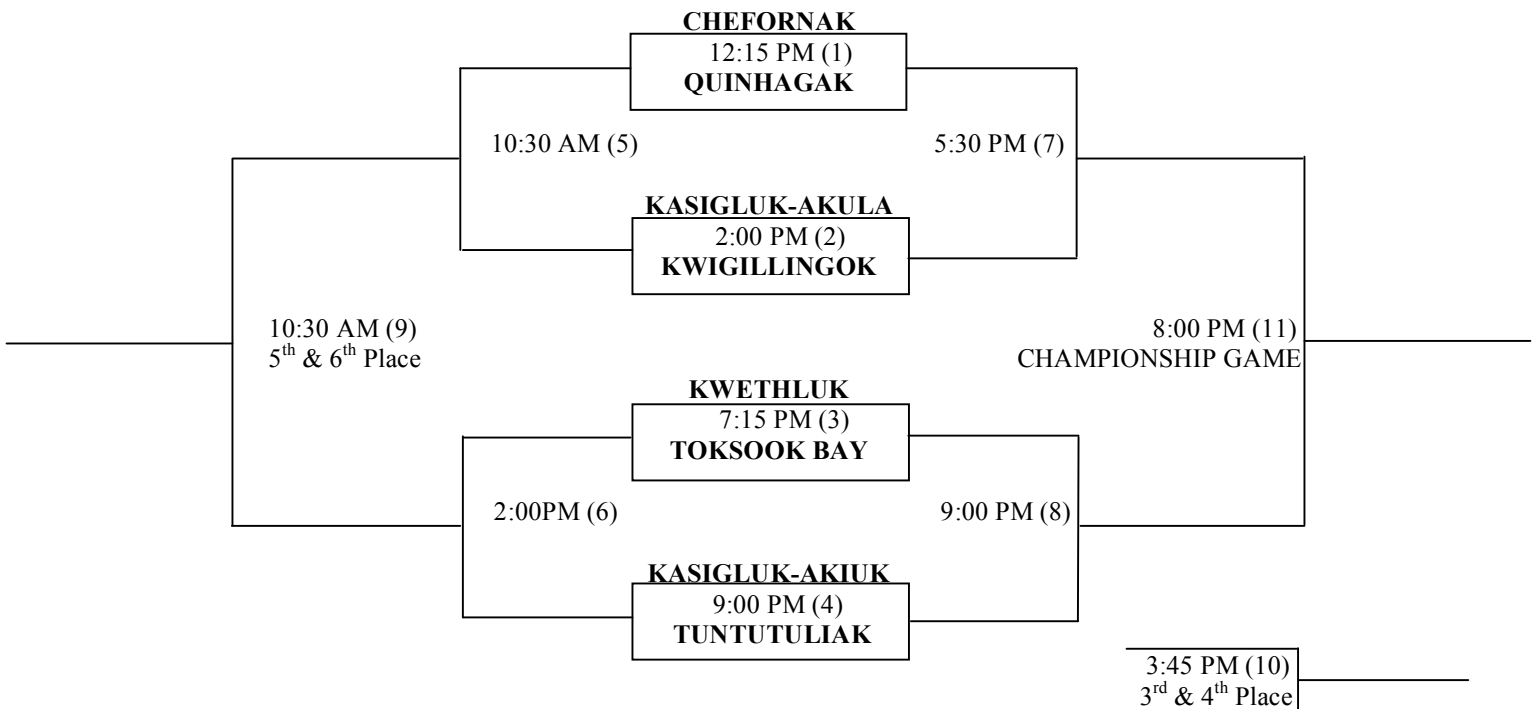 CHEFORNAK
12:15 PM (1)
QUINHAGAK
10:30 AM (5)
5:30 PM (7)
KASIGLUK-AKULA
2:00 PM (2)
KWIGILLINGOK
10:30 AM (9)
5th & 6th Place
8:00 PM (11)
CHAMPIONSHIP GAME
KWETHLUK
7:15 PM (3)
TOKSOOK BAY
2:00PM (6)
9:00 PM (8)
KASIGLUK-AKIUK
9:00 PM (4)
TUNTUTULIAK
3:45 PM (10)
3rd & 4th Place